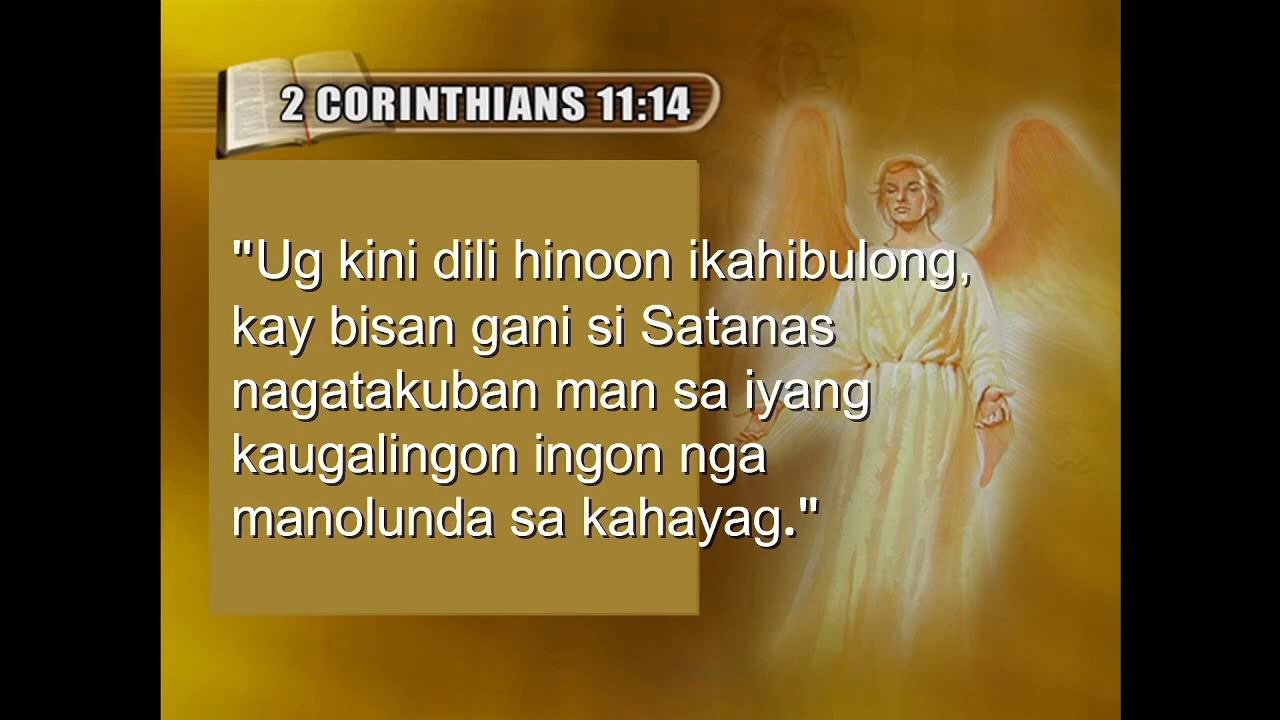 2 CORINTHIANS 11:14
"Ug kini dili hinoon ikahibulong,
kay bisan gani si Satanas
nagatakuban man sa iyang
kaugalingon ingon nga
manolunda sa kahayag."